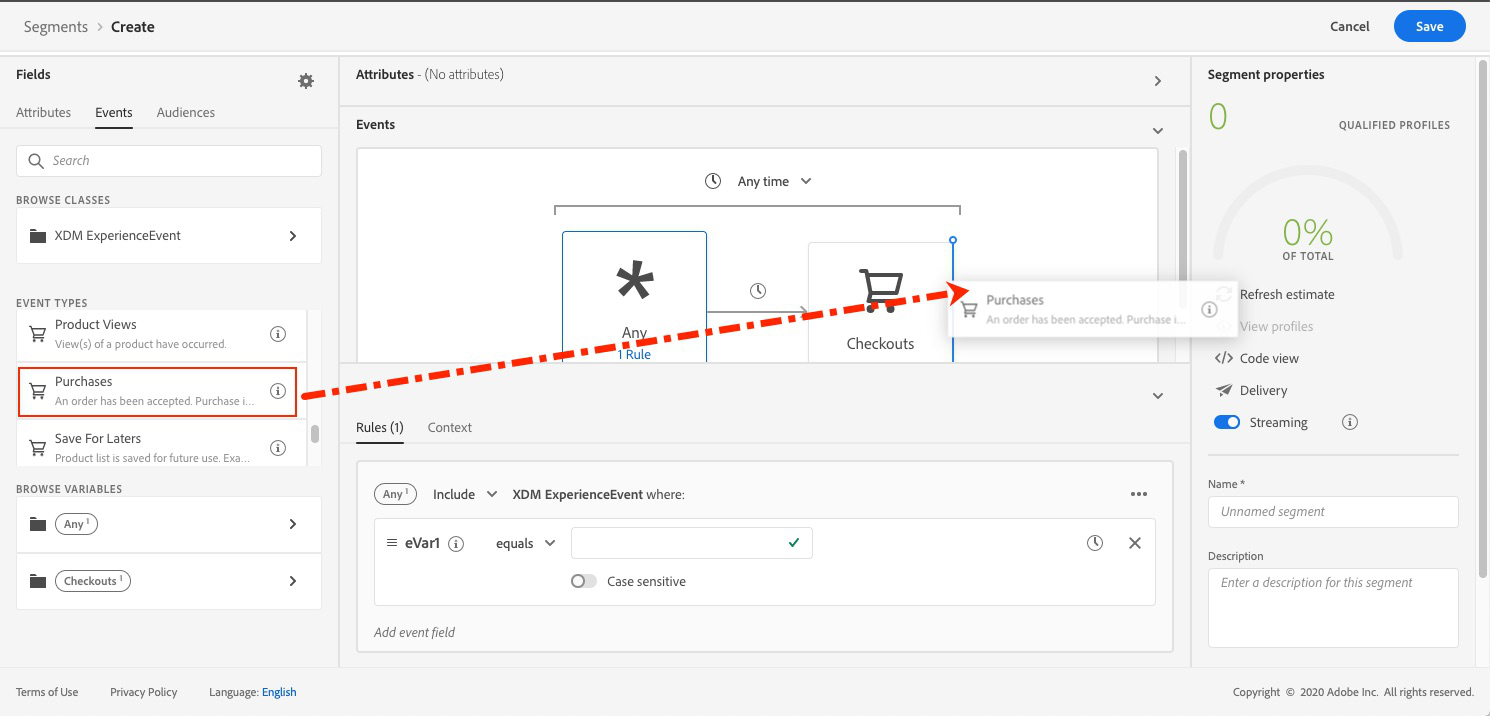 Segments > Create
Cancel
Save
Fields
Attributes
Events
Audiences
Search
BROWSE CLASSES
XDM ExperienceEvent
EVENT TYPES
Product Views
View(s) of a product have occurred.
Purchases
An order has been accepted. Purchase i...
Save For Laters
Product list is saved for future use. Exa...
BROWSE VARIABLES
Any 1
Checkouts 1
Attributes - (No attributes)
Events
Any time
Any
1 Rule
Checkouts
Purchases
An order has been accepted. Purchase i...
Rules (1)
Context
Any 1 Include XDM ExperienceEvent where:
eVar1 equals
Case sensitive
Add event field
Segment properties
0
QUALIFIED PROFILES
0%
OF TOTAL
Refresh estimate
View profiles
Code view
Delivery
Streaming
Name *
Unnamed segment
Description
Enter a description for this segment
Terms of Use
Privacy Policy
Language: English
Copyright © 2020 Adobe Inc. All rights reserved.